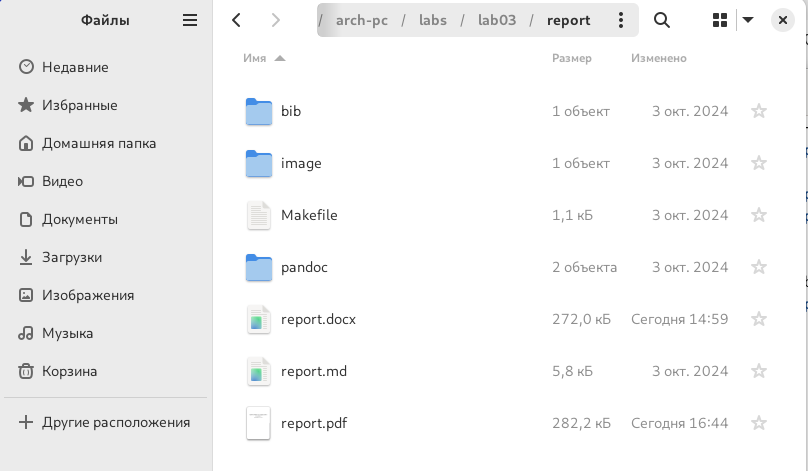 Файлы
/ arch-pc / labs / lab03 / report
Имя Размер Изменено
Недавние
Избранные
Домашняя папка
Видео
Документы
Загрузки
Изображения
Музыка
Корзина
Другие расположения
bib 1 объект 3 окт. 2024
image 1 объект 3 окт. 2024
Makefile 1,1 кБ 3 окт. 2024
pandoc 2 объекта 3 окт. 2024
report.docx 272,0 кБ Сегодня 14:59
report.md 5,8 кБ 3 окт. 2024
report.pdf 282,2 кБ Сегодня 16:44